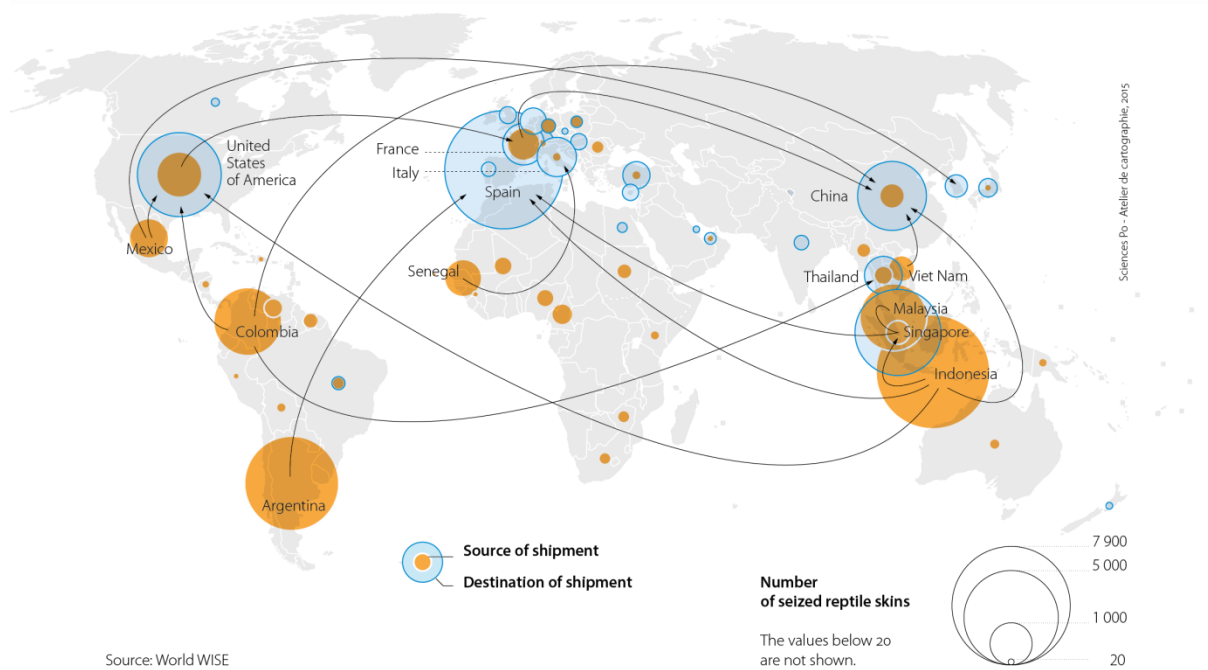 United
States
of America
France
Italy
Spain
China
Mexico
Senegal
Thailand
Viet Nam
Malaysia
Singapore
Colombia
Indonesia
Argentina
Sciences Po - Atelier de cartographie, 2015
Source of shipment
Destination of shipment
Number
of seized reptile skins
The values below 20
are not shown.
7 900
5 000
1 000
20
Source: World WISE